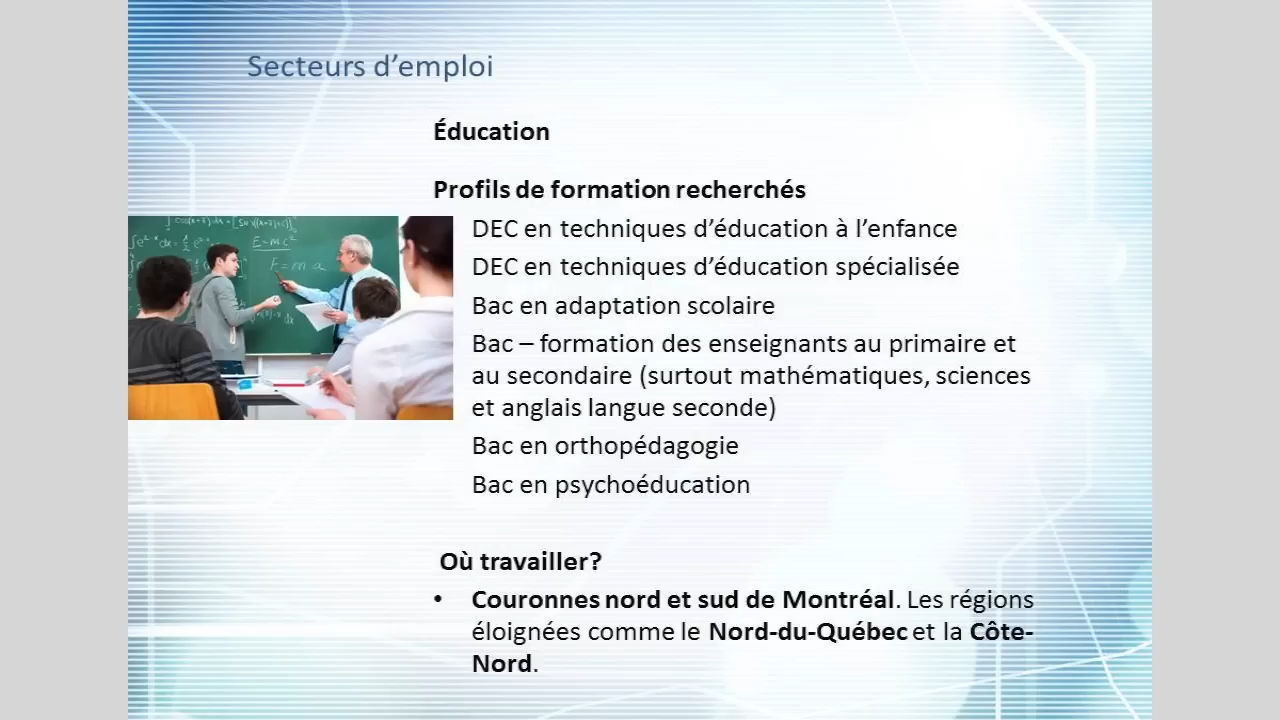 Secteurs d’emploi
Éducation
Profils de formation recherchés
DEC en techniques d’éducation à l’enfance
DEC en techniques d’éducation spécialisée
Bac en adaptation scolaire
Bac – formation des enseignants au primaire et
au secondaire (surtout mathématiques, sciences
et anglais langue seconde)
Bac en orthopédagogie
Bac en psychoéducation
E=mc²
F=ma
Où travailler?
• Couronnes nord et sud de Montréal. Les régions
éloignées comme le Nord-du-Québec et la Côte-
Nord.